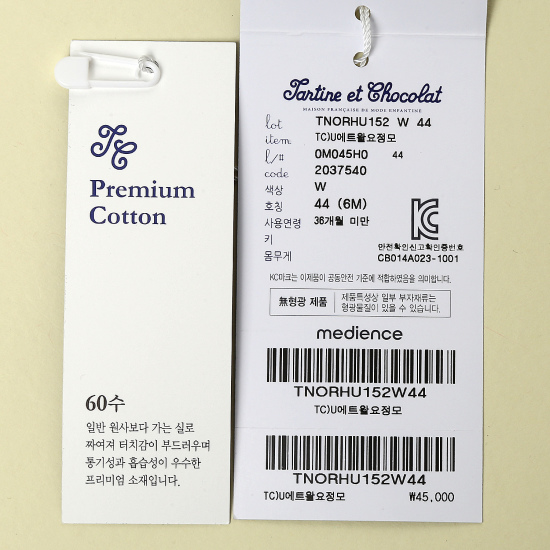 TC
Premium
Cotton
60수
일반 원사보다 가는 실로
짜여져 터치감이 부드러우며
통기성과 흡습성이 우수한
프리미엄 소재입니다.
Tartine et Chocolat
MAISON FRANÇAISE DE MODE ENFANTINE
lot TNORHU152 W 44
item TC)U에트왈요정모
l/# 0M045H0 44
code 2037540
색상 W
호칭 44 (6M)
사용연령 36개월 미만
키
몸무게
안전확인신고확인증번호
CB014A023-1001
KC마크는 이제품이 공동안전 기준에 적합하였음을 의미합니다.
無형광 제품 제품특성상 일부 부자재류는
형광물질이 있을 수 있습니다.
medience
TNORHU152W44
TC)U에트왈요정모
TNORHU152W44
TC)U에트왈요정모 ₩45,000